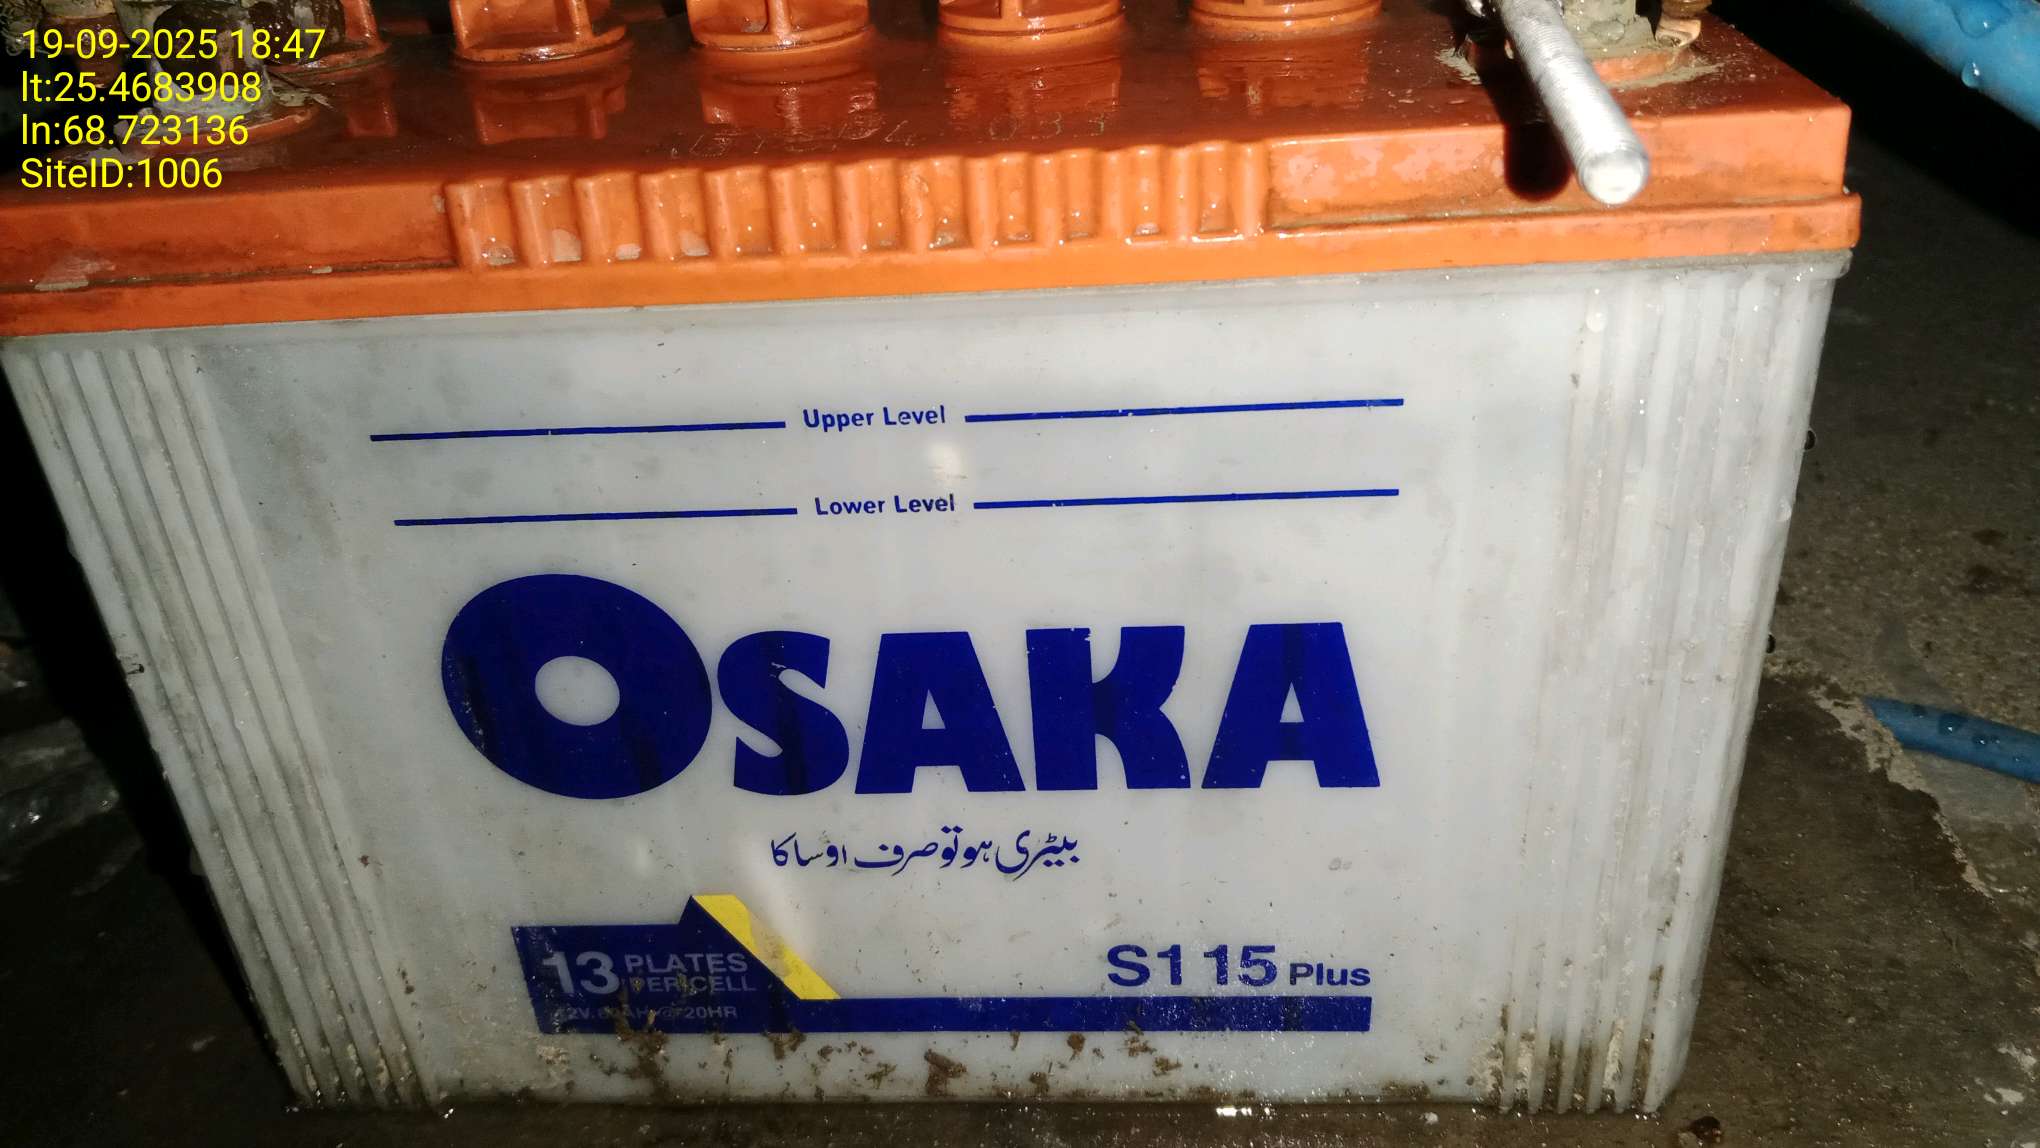 19-09-2025 18:47
lt:25.4683908
ln:68.723136
SiteID:1006
Upper Level
Lower Level
OSAKA
بیٹری ہو تو صرف اوساکا
13 PLATES
PER CELL
@ 20HR
S115 Plus